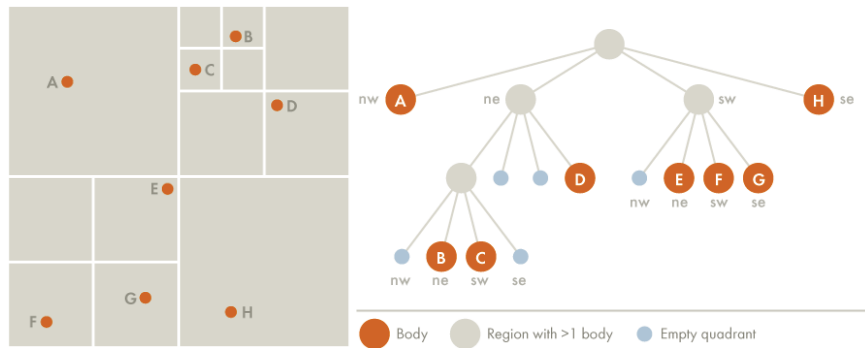 A
B
C
D
E
F
G
H
nw A ne sw H se
D E F G
nw ne sw se
B C
nw ne sw se
Body Region with >1 body Empty quadrant